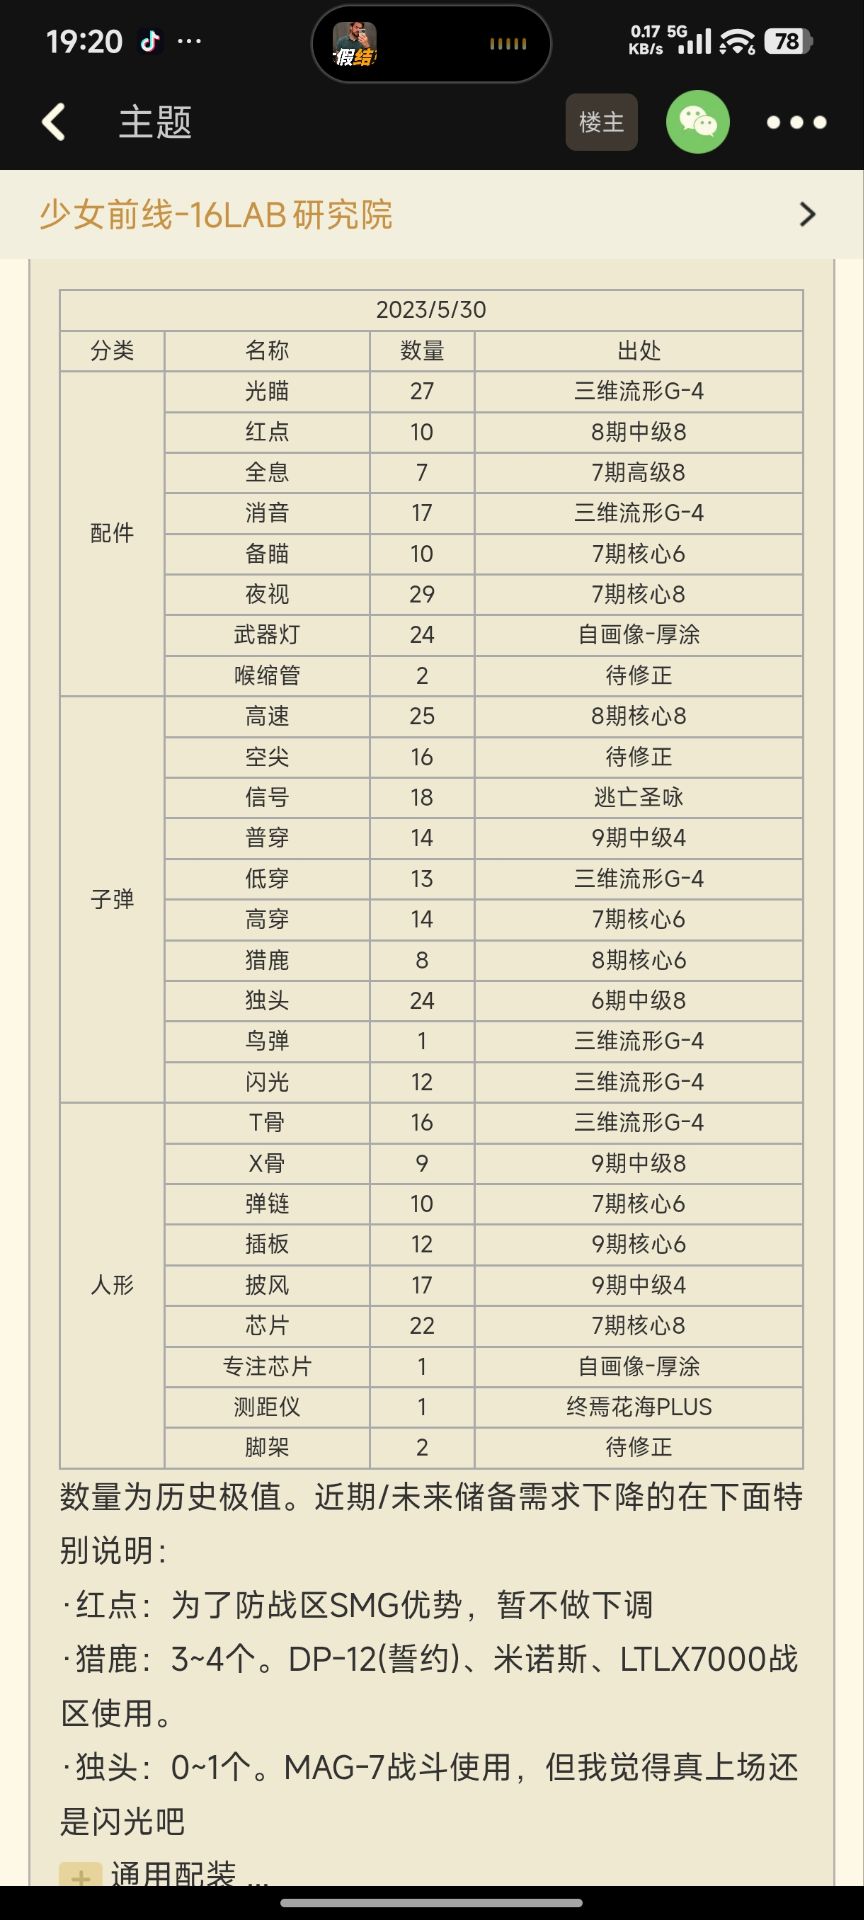 19:20 ...
假结
0.17 KB/s 5G 6 78
主题 楼主
少女前线-16LAB研究院
2023/5/30
分类 名称 数量 出处
配件
光瞄 27 三维流形G-4
红点 10 8期中级8
全息 7 7期高级8
消音 17 三维流形G-4
备瞄 10 7期核心6
夜视 29 7期核心8
武器灯 24 自画像-厚涂
喉缩管 2 待修正
子弹
高速 25 8期核心8
空尖 16 待修正
信号 18 逃亡圣咏
普穿 14 9期中级4
低穿 13 三维流形G-4
高穿 14 7期核心6
猎鹿 8 8期核心6
独头 24 6期中级8
鸟弹 1 三维流形G-4
闪光 12 三维流形G-4
人形
T骨 16 三维流形G-4
X骨 9 9期中级8
弹链 10 7期核心6
插板 12 9期核心6
披风 17 9期中级4
芯片 22 7期核心8
专注芯片 1 自画像-厚涂
测距仪 1 终焉花海PLUS
脚架 2 待修正
数量为历史极值。近期/未来储备需求下降的在下面特
别说明：
·红点：为了防战区SMG优势，暂不做下调
·猎鹿：3~4个。DP-12(誓约)、米诺斯、LTLX7000战
区使用。
·独头：0~1个。MAG-7战斗使用，但我觉得真上场还
是闪光吧
+ 通用配装 ...